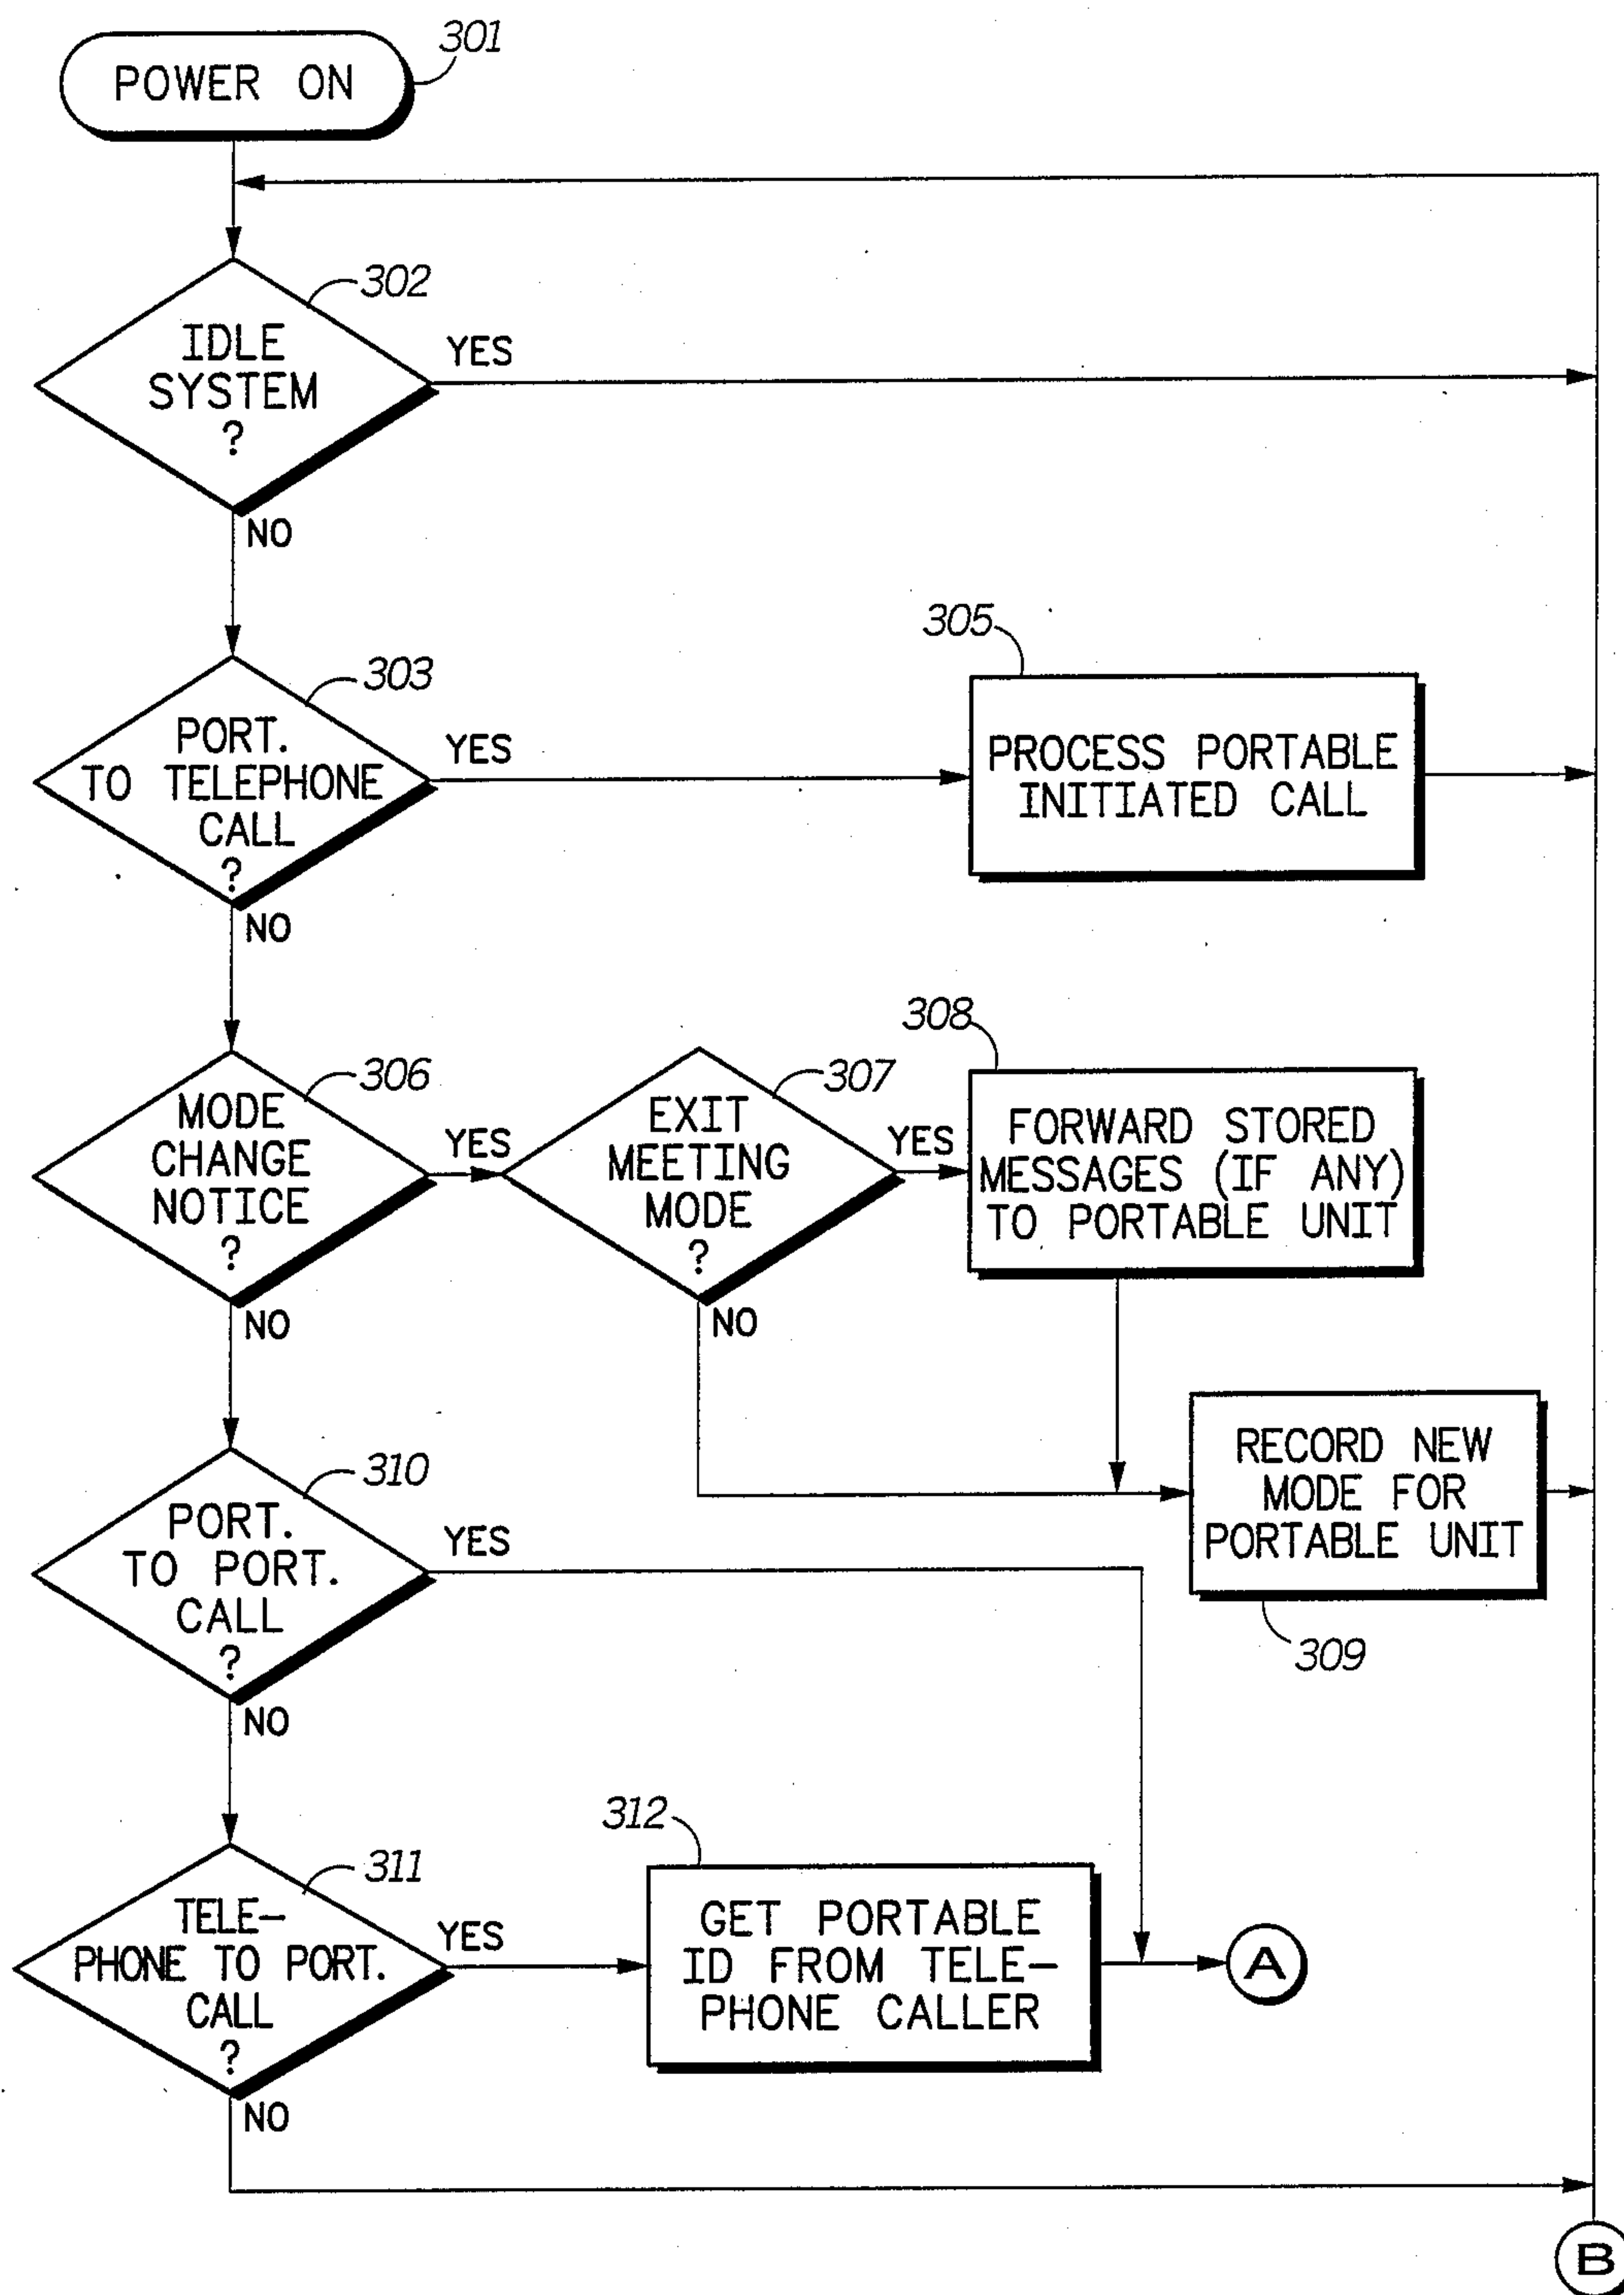 301
POWER ON
302
IDLE
SYSTEM
?
YES
NO
303
PORT.
TO TELEPHONE
CALL
?
YES
NO
305
PROCESS PORTABLE
INITIATED CALL
306
MODE
CHANGE
NOTICE
?
YES
NO
307
EXIT
MEETING
MODE
?
YES
NO
308
FORWARD STORED
MESSAGES (IF ANY)
TO PORTABLE UNIT
RECORD NEW
MODE FOR
PORTABLE UNIT
309
310
PORT.
TO PORT.
CALL
?
YES
NO
311
TELE-
PHONE TO PORT.
CALL
?
YES
NO
312
GET PORTABLE
ID FROM TELE-
PHONE CALLER
A
B